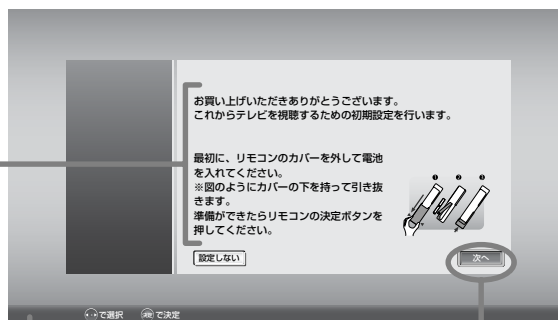 お買い上げいただきありがとうございます。
これからテレビを視聴するための初期設定を行います。
最初に、リモコンのカバーを外して電池
を入れてください。
※図のようにカバーの下を持って引き抜
きます。
準備ができたらリモコンの決定ボタンを
押してください。
❶ ❷ ❸
設定しない
次へ
で選択 決定 で決定